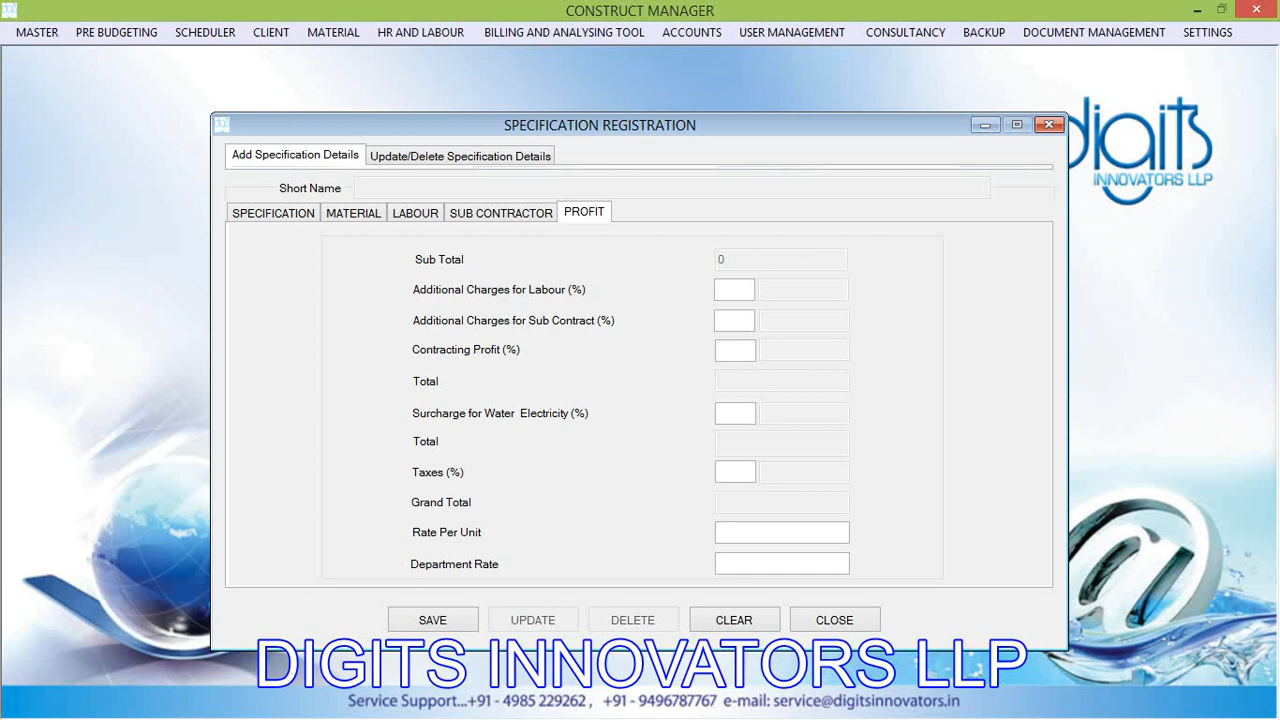 CONSTRUCT MANAGER
MASTER PRE BUDGETING SCHEDULER CLIENT MATERIAL HR AND LABOUR BILLING AND ANALYSING TOOL ACCOUNTS USER MANAGEMENT CONSULTANCY BACKUP DOCUMENT MANAGEMENT SETTINGS
SPECIFICATION REGISTRATION
digits
INNOVATORS LLP
Add Specification Details Update/Delete Specification Details
Short Name
SPECIFICATION MATERIAL LABOUR SUB CONTRACTOR PROFIT
Sub Total 0
Additional Charges for Labour (%)
Additional Charges for Sub Contract (%)
Contracting Profit (%)
Total
Surcharge for Water Electricity (%)
Total
Taxes (%)
Grand Total
Rate Per Unit
Department Rate
SAVE UPDATE DELETE CLEAR CLOSE
DIGITS INNOVATORS LLP
Service Support...+91 - 4985 229262 , +91 - 9496787767 e-mail: service@digitsinnovators.in